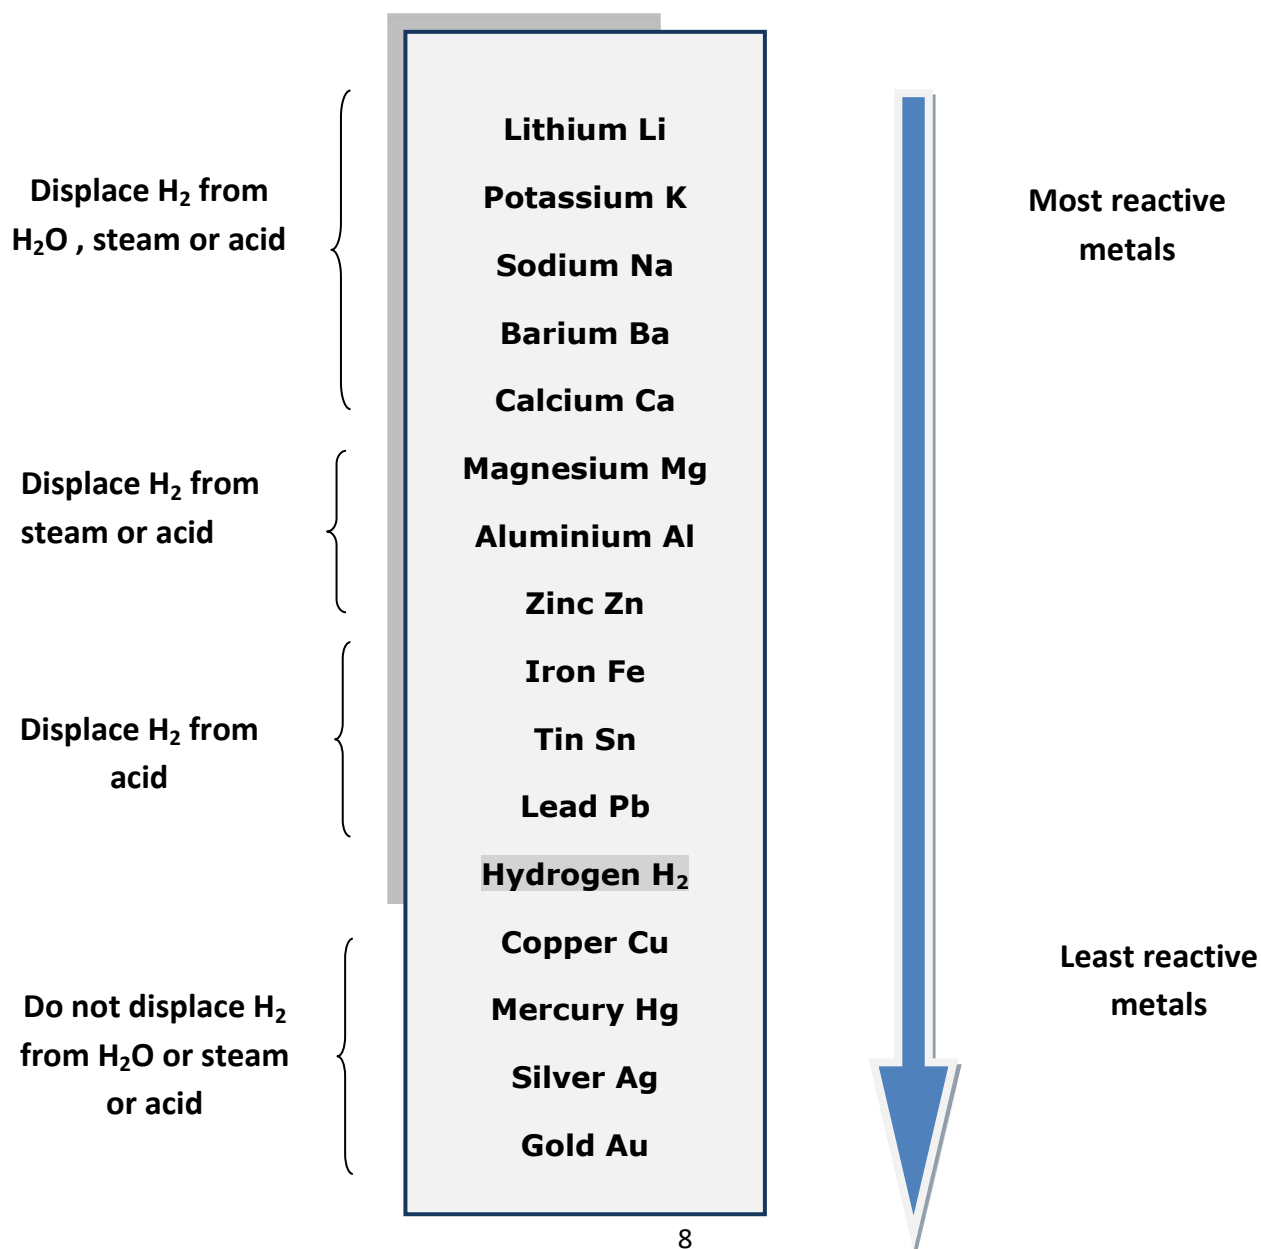 Lithium Li
Displace H₂ from
H₂O , steam or acid
Potassium K
Most reactive
metals
Sodium Na
Barium Ba
Calcium Ca
Displace H₂ from
steam or acid
Magnesium Mg
Aluminium Al
Zinc Zn
Iron Fe
Displace H₂ from
acid
Tin Sn
Lead Pb
Hydrogen H₂
Copper Cu
Least reactive
metals
Do not displace H₂
from H₂O or steam
or acid
Mercury Hg
Silver Ag
Gold Au
8